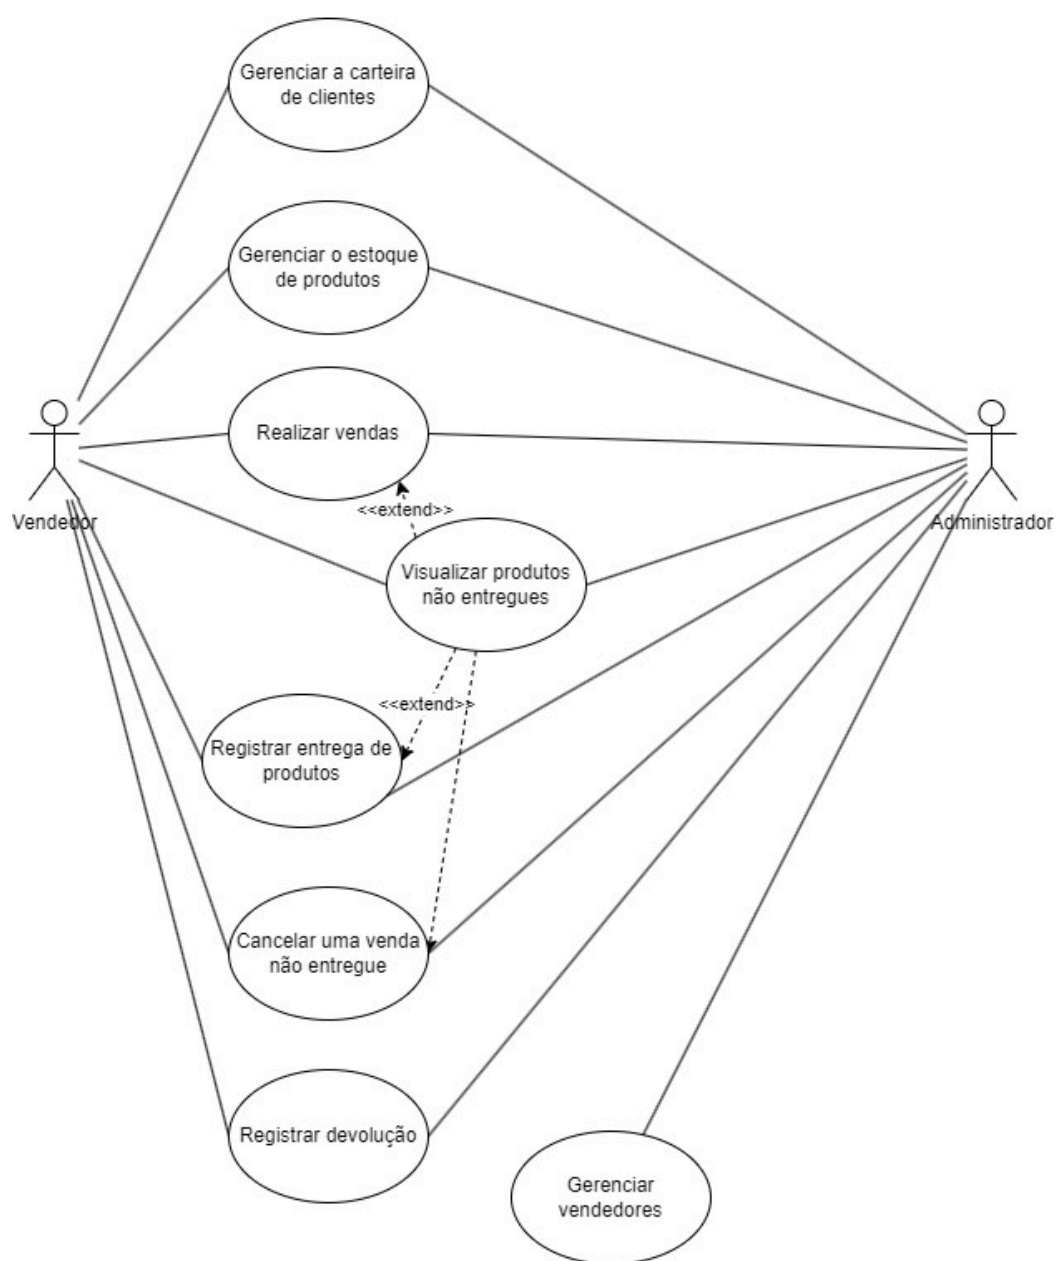 Gerenciar a carteira
de clientes
Gerenciar o estoque
de produtos
Realizar vendas
<<extend>>
Vendedor
Administrador
Visualizar produtos
não entregues
<<extend>>
Registrar entrega de
produtos
Cancelar uma venda
não entregue
Registrar devolução
Gerenciar
vendedores